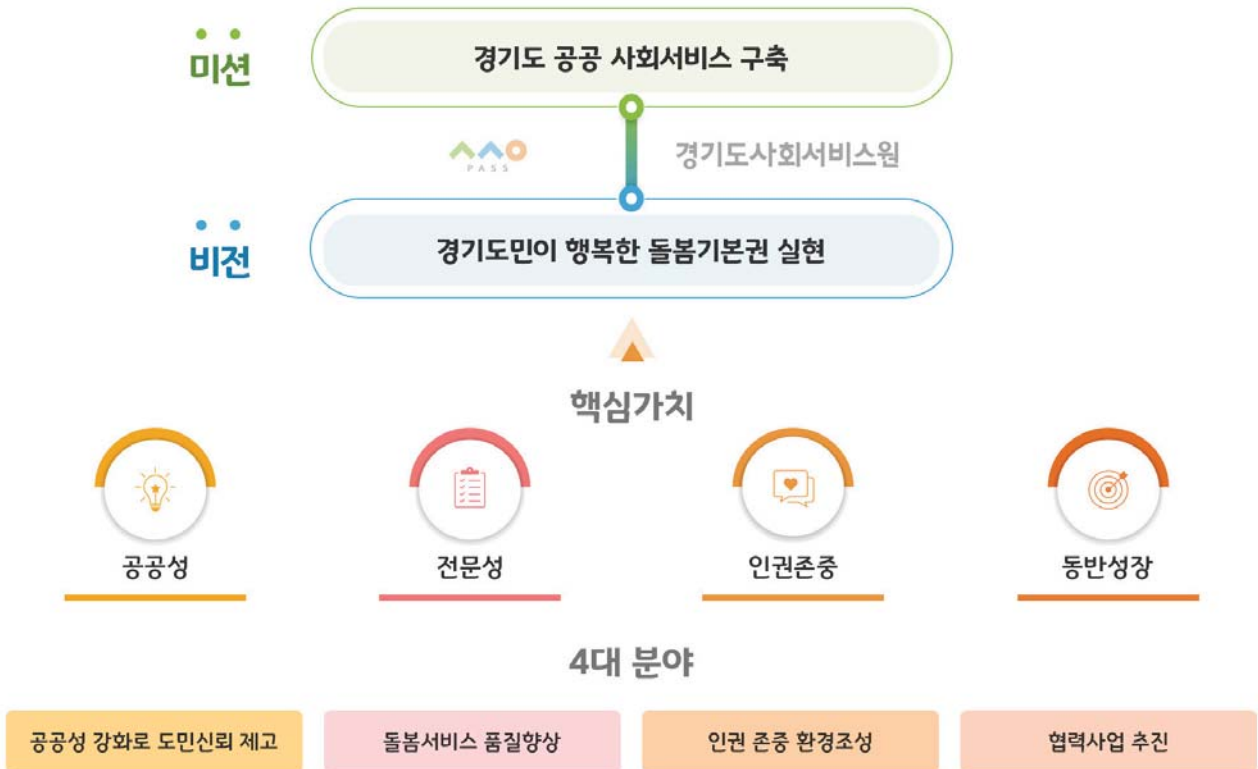 미션
경기도 공공 사회서비스 구축
PASS
경기도사회서비스원
비전
경기도민이 행복한 돌봄기본권 실현
핵심가치
공공성
전문성
인권존중
동반성장
4대 분야
공공성 강화로 도민신뢰 제고
돌봄서비스 품질향상
인권 존중 환경조성
협력사업 추진